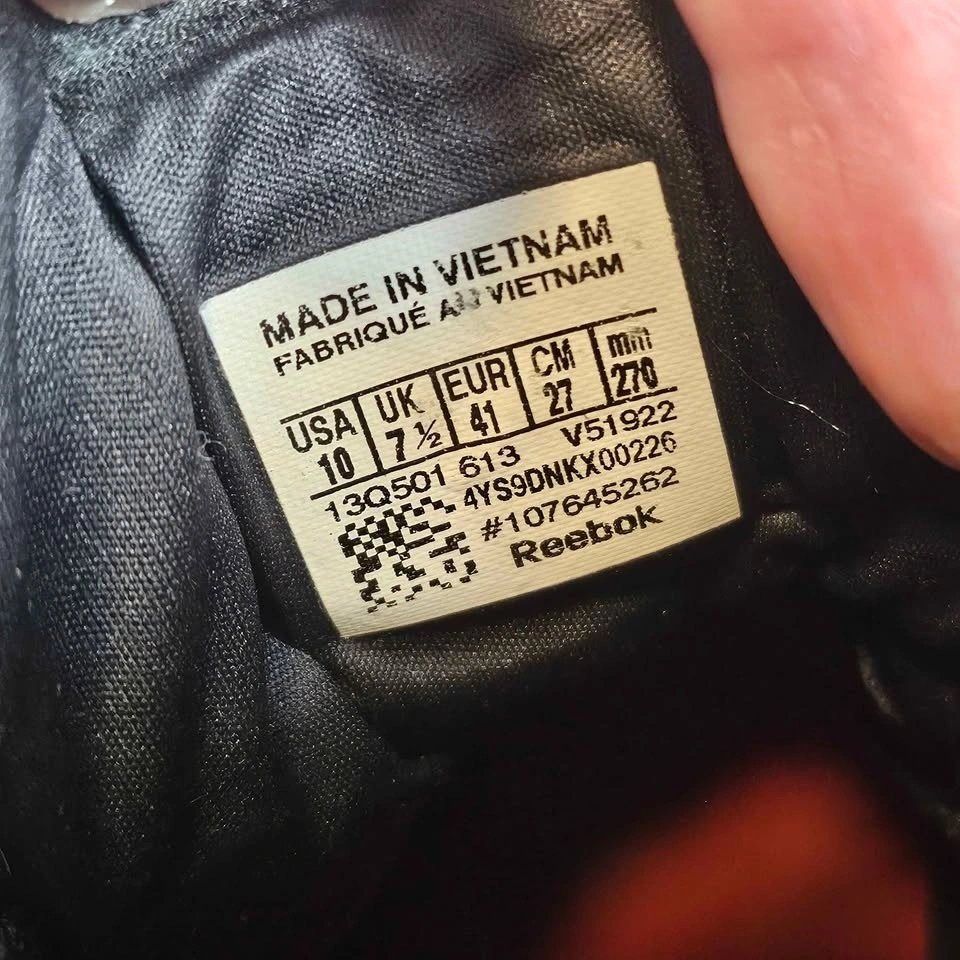 MADE IN VIETNAM
FABRIQUÉ AU VIETNAM
USA UK EUR CM mm
10 7 ½ 41 27 270
13Q501 613 V51922
4YS9DNKX00226
#107645262
Reebok